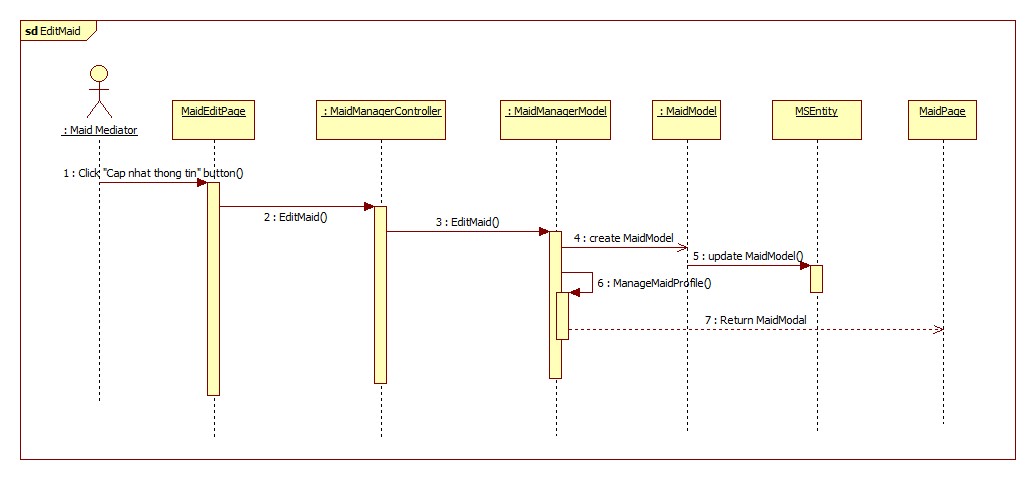 sd EditMaid
: Maid Mediator
MaidEditPage
: MaidManagerController
: MaidManagerModel
: MaidModel
MSEntity
MaidPage
1 : Click "Cap nhat thong tin" button()
2 : EditMaid()
3 : EditMaid()
4 : create MaidModel
5 : update MaidModel()
6 : ManageMaidProfile()
7 : Return MaidModal